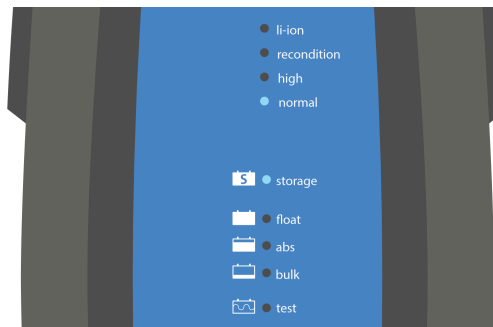 li-ion
recondition
high
normal
S storage
float
abs
bulk
test